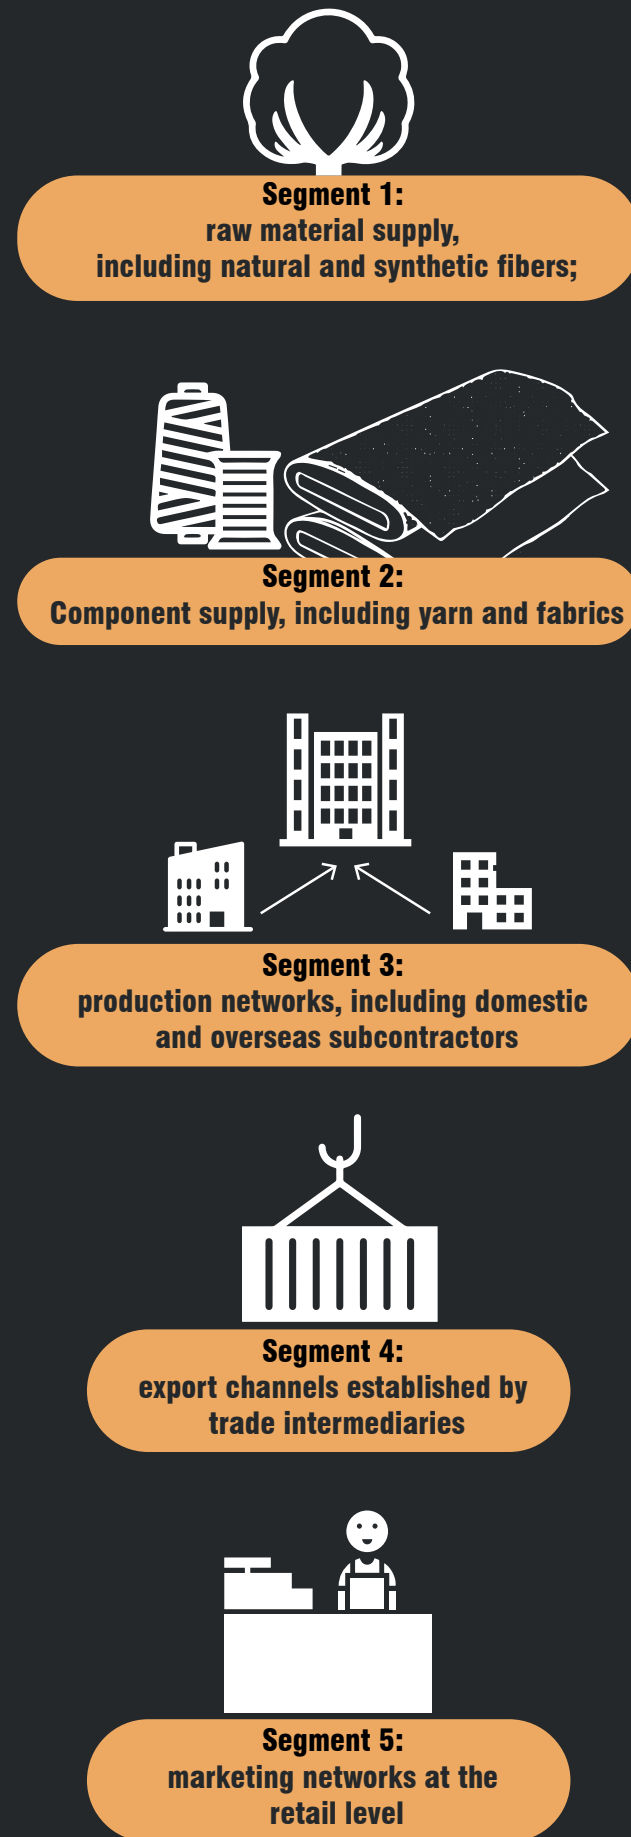 Segment 1:
raw material supply,
including natural and synthetic fibers;
Segment 2:
Component supply, including yarn and fabrics
Segment 3:
production networks, including domestic
and overseas subcontractors
Segment 4:
export channels established by
trade intermediaries
Segment 5:
marketing networks at the
retail level